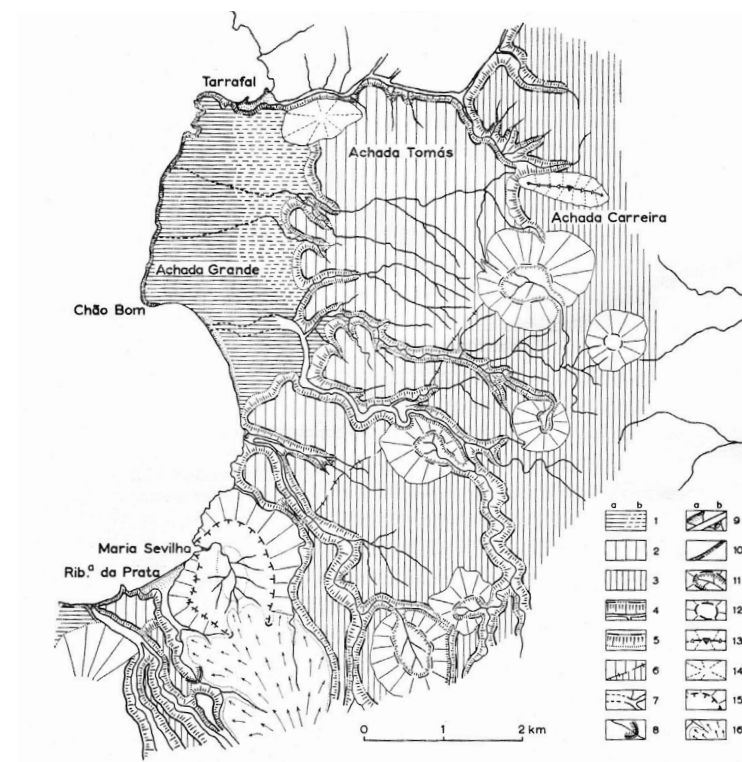 Tarrafal
Achada Tomás
Achada Carreira
Achada Grande
Chão Bom
Maria Sevilha
Rib.ª da Prata
a b
1
2
3
4
5
6
7
8
a b
9
10
11
12
13
14
15
16
0 1 2 km